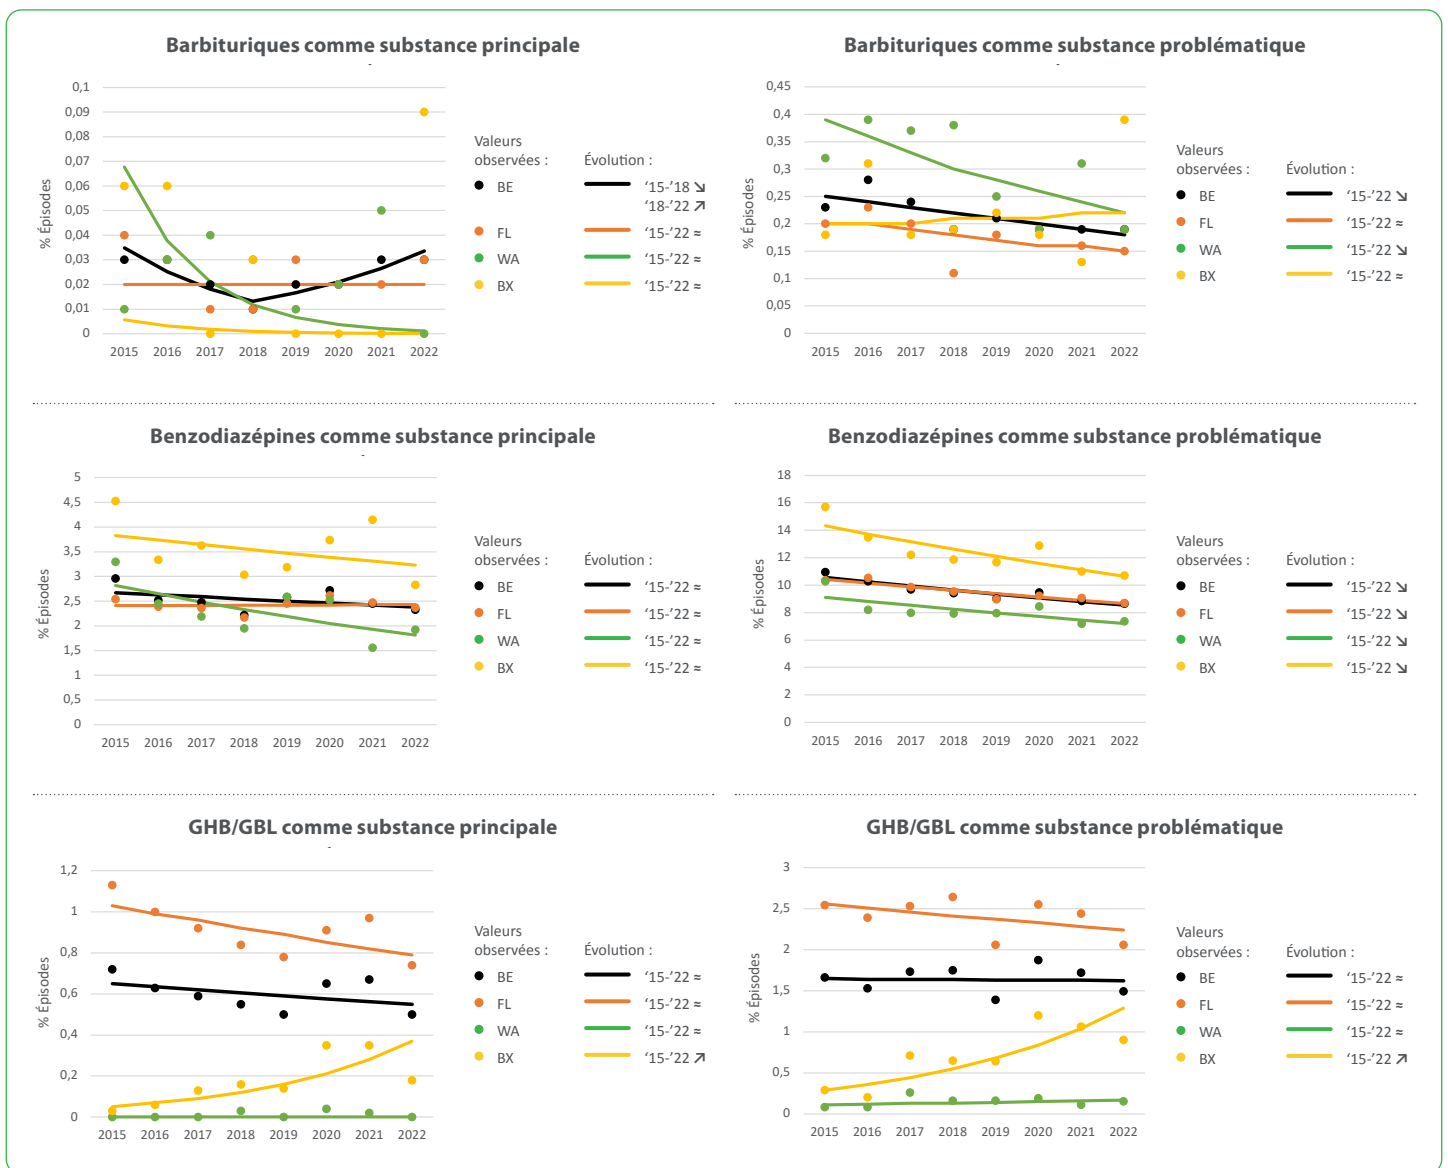 Barbituriques comme substance principale
0,1
0,09
0,08
0,07
0,06
0,05
0,04
0,03
0,02
0,01
0
% Épisodes
2015 2016 2017 2018 2019 2020 2021 2022
Valeurs
observées : Évolution :
BE ‘15-’18 ↘
‘18-’22 ↗
FL ‘15-’22 ≈
WA ‘15-’22 ≈
BX ‘15-’22 ≈
Barbituriques comme substance problématique
0,45
0,4
0,35
0,3
0,25
0,2
0,15
0,1
0,05
0
% Épisodes
2015 2016 2017 2018 2019 2020 2021 2022
Valeurs
observées : Évolution :
BE ‘15-’22 ↘
FL ‘15-’22 ≈
WA ‘15-’22 ↘
BX ‘15-’22 ≈
Benzodiazépines comme substance principale
5
4,5
4
3,5
3
2,5
2
1,5
1
0,5
0
% Épisodes
2015 2016 2017 2018 2019 2020 2021 2022
Valeurs
observées : Évolution :
BE ‘15-’22 ≈
FL ‘15-’22 ≈
WA ‘15-’22 ≈
BX ‘15-’22 ≈
Benzodiazépines comme substance problématique
18
16
14
12
10
8
6
4
2
0
% Épisodes
2015 2016 2017 2018 2019 2020 2021 2022
Valeurs
observées : Évolution :
BE ‘15-’22 ↘
FL ‘15-’22 ↘
WA ‘15-’22 ↘
BX ‘15-’22 ↘
GHB/GBL comme substance principale
1,2
1
0,8
0,6
0,4
0,2
0
% Épisodes
2015 2016 2017 2018 2019 2020 2021 2022
Valeurs
observées : Évolution :
BE ‘15-’22 ≈
FL ‘15-’22 ≈
WA ‘15-’22 ≈
BX ‘15-’22 ↗
GHB/GBL comme substance problématique
3
2,5
2
1,5
1
0,5
0
% Épisodes
2015 2016 2017 2018 2019 2020 2021 2022
Valeurs
observées : Évolution :
BE ‘15-’22 ≈
FL ‘15-’22 ≈
WA ‘15-’22 ≈
BX ‘15-’22 ↗